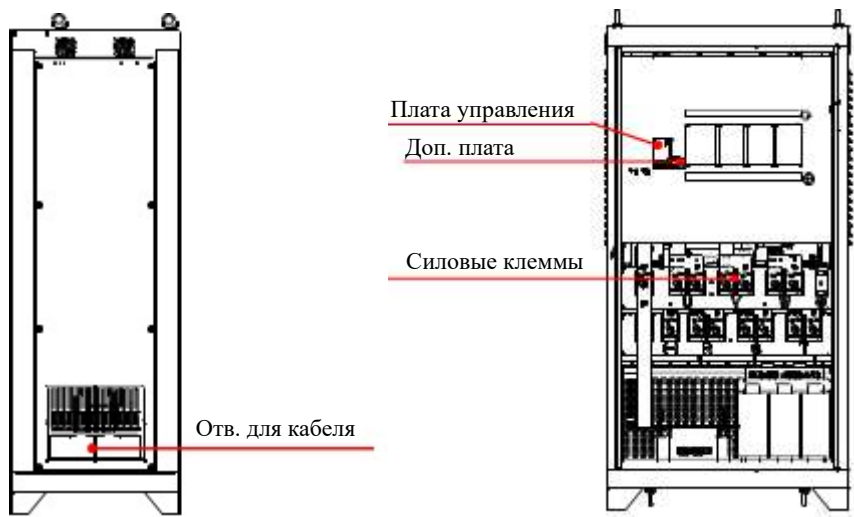 Плата управления
Доп. плата
Силовые клеммы
Отв. для кабеля